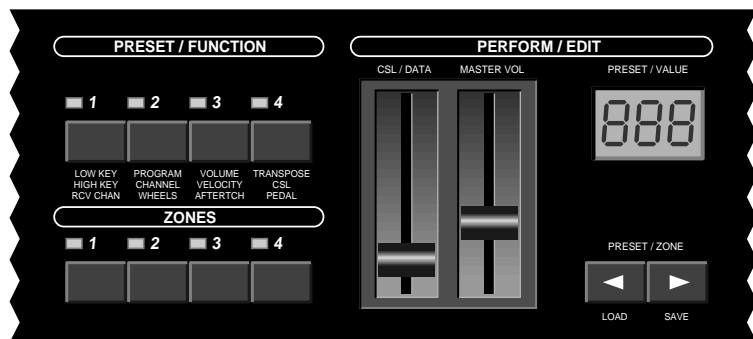 PRESET / FUNCTION
1 2 3 4
LOW KEY PROGRAM VOLUME TRANSPOSE
HIGH KEY CHANNEL VELOCITY CSL
RCV CHAN WHEELS AFTERTCH PEDAL
ZONES
1 2 3 4
PERFORM / EDIT
CSL / DATA MASTER VOL PRESET / VALUE
888
PRESET / ZONE
LOAD SAVE